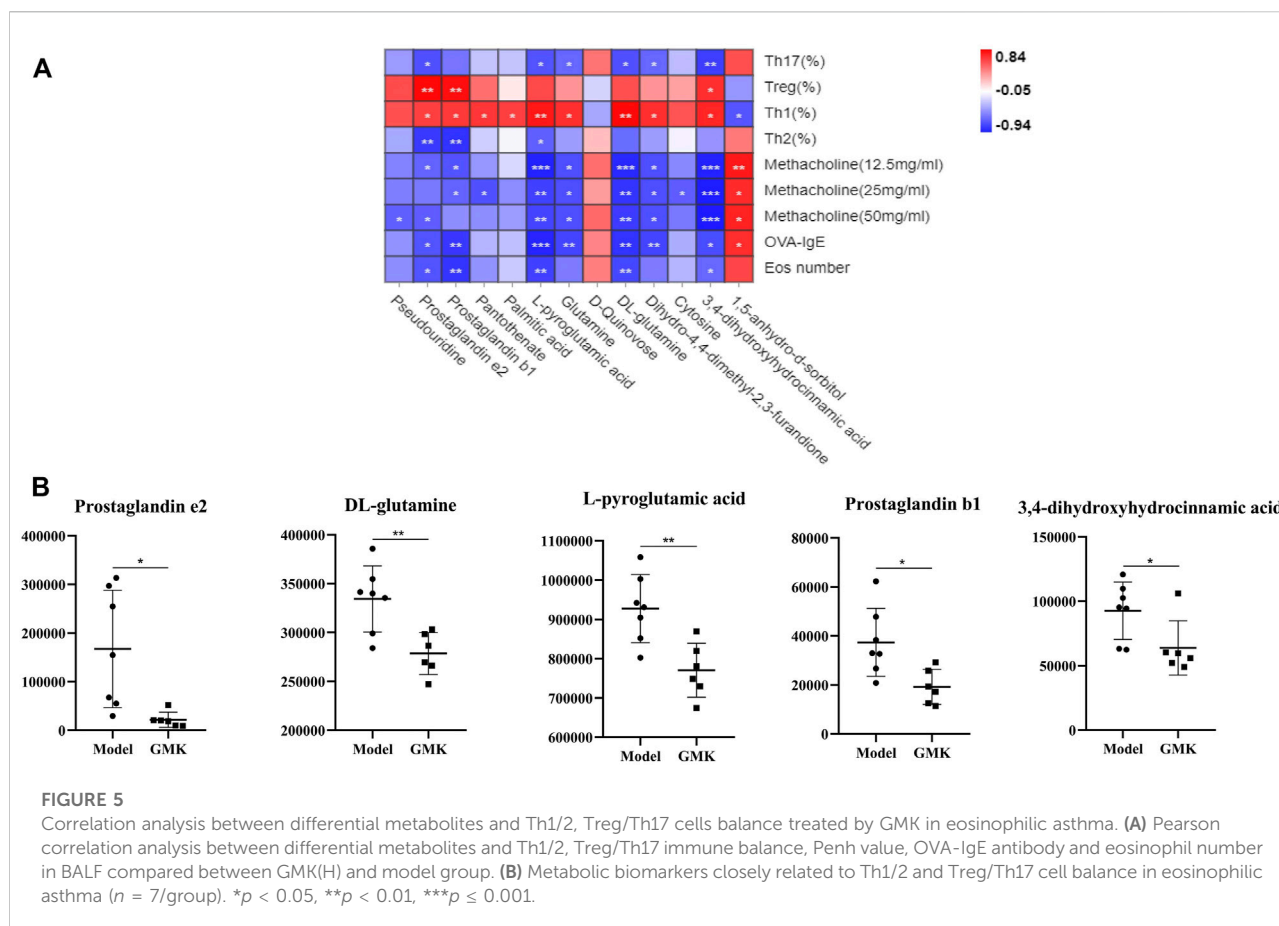 A
Th17(%)
Treg(%)
Th1(%)
Th2(%)
Methacholine(12.5mg/ml)
Methacholine(25mg/ml)
Methacholine(50mg/ml)
OVA-IgE
Eos number
0.84
-0.05
-0.94
* * * * * **
** ** *
* * * * ** * ** * * *
** ** *
* * *** * *** * *** **
* * ** * ** * * *** *
* * ** * ** * *** *
* ** *** ** ** ** * *
* ** ** ** *
Pseudouridine
Prostaglandin e2
Prostaglandin b1
Pantothenate
Palmitic acid
L-pyroglutamic acid
Glutamine
D-Quinovose
DL-glutamine
Dihydro-4,4-dimethyl-2,3-furandione
Cytosine
3,4-dihydroxyhydrocinnamic acid
1,5-anhydro-d-sorbitol
B
Prostaglandin e2
400000
300000
200000
100000
0
*
Model GMK
DL-glutamine
400000
350000
300000
250000
200000
**
Model GMK
L-pyroglutamic acid
1100000
1000000
900000
800000
700000
600000
**
Model GMK
Prostaglandin b1
80000
60000
40000
20000
0
*
Model GMK
3,4-dihydroxyhydrocinnamic acid
150000
100000
50000
0
*
Model GMK
FIGURE 5
Correlation analysis between differential metabolites and Th1/2, Treg/Th17 cells balance treated by GMK in eosinophilic asthma. (A) Pearson
correlation analysis between differential metabolites and Th1/2, Treg/Th17 immune balance, Penh value, OVA-IgE antibody and eosinophil number
in BALF compared between GMK(H) and model group. (B) Metabolic biomarkers closely related to Th1/2 and Treg/Th17 cell balance in eosinophilic
asthma (n = 7/group). *p < 0.05, **p < 0.01, ***p ≤ 0.001.